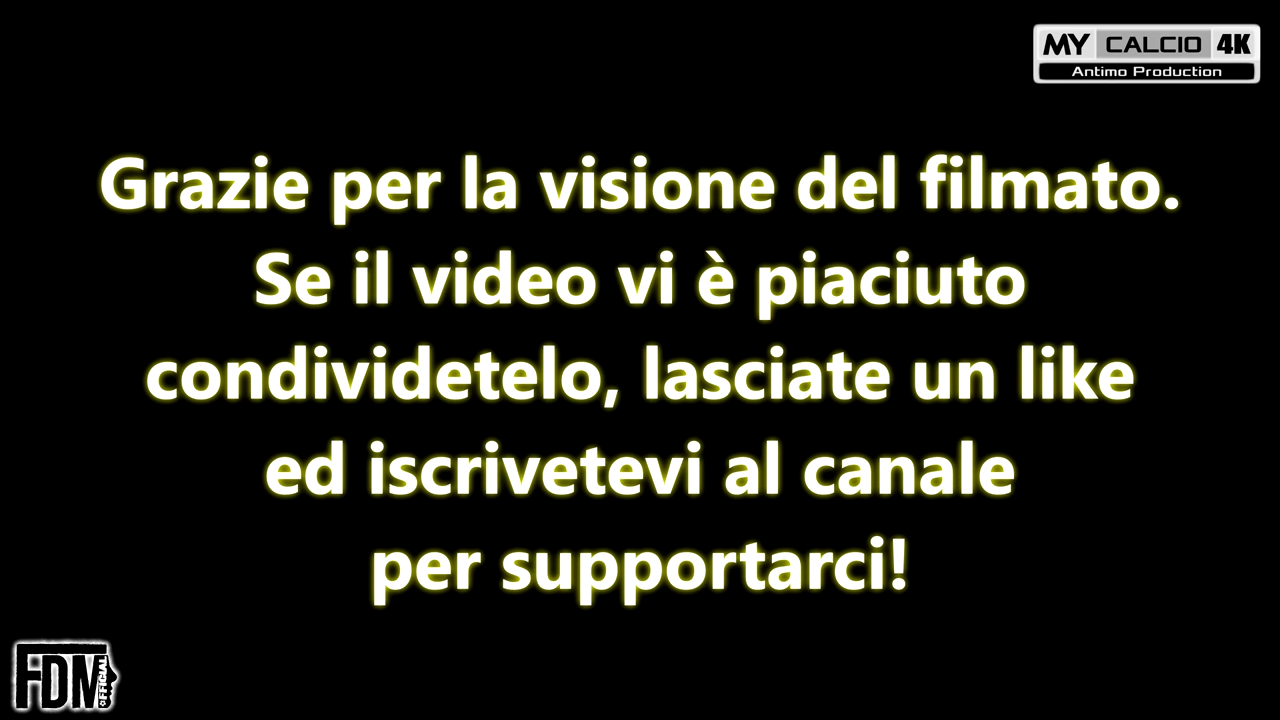 MY CALCIO 4K
Antimo Production
Grazie per la visione del filmato.
Se il video vi è piaciuto
condividetelo, lasciate un like
ed iscrivetevi al canale
per supportarci!
FDM
OFFICIAL